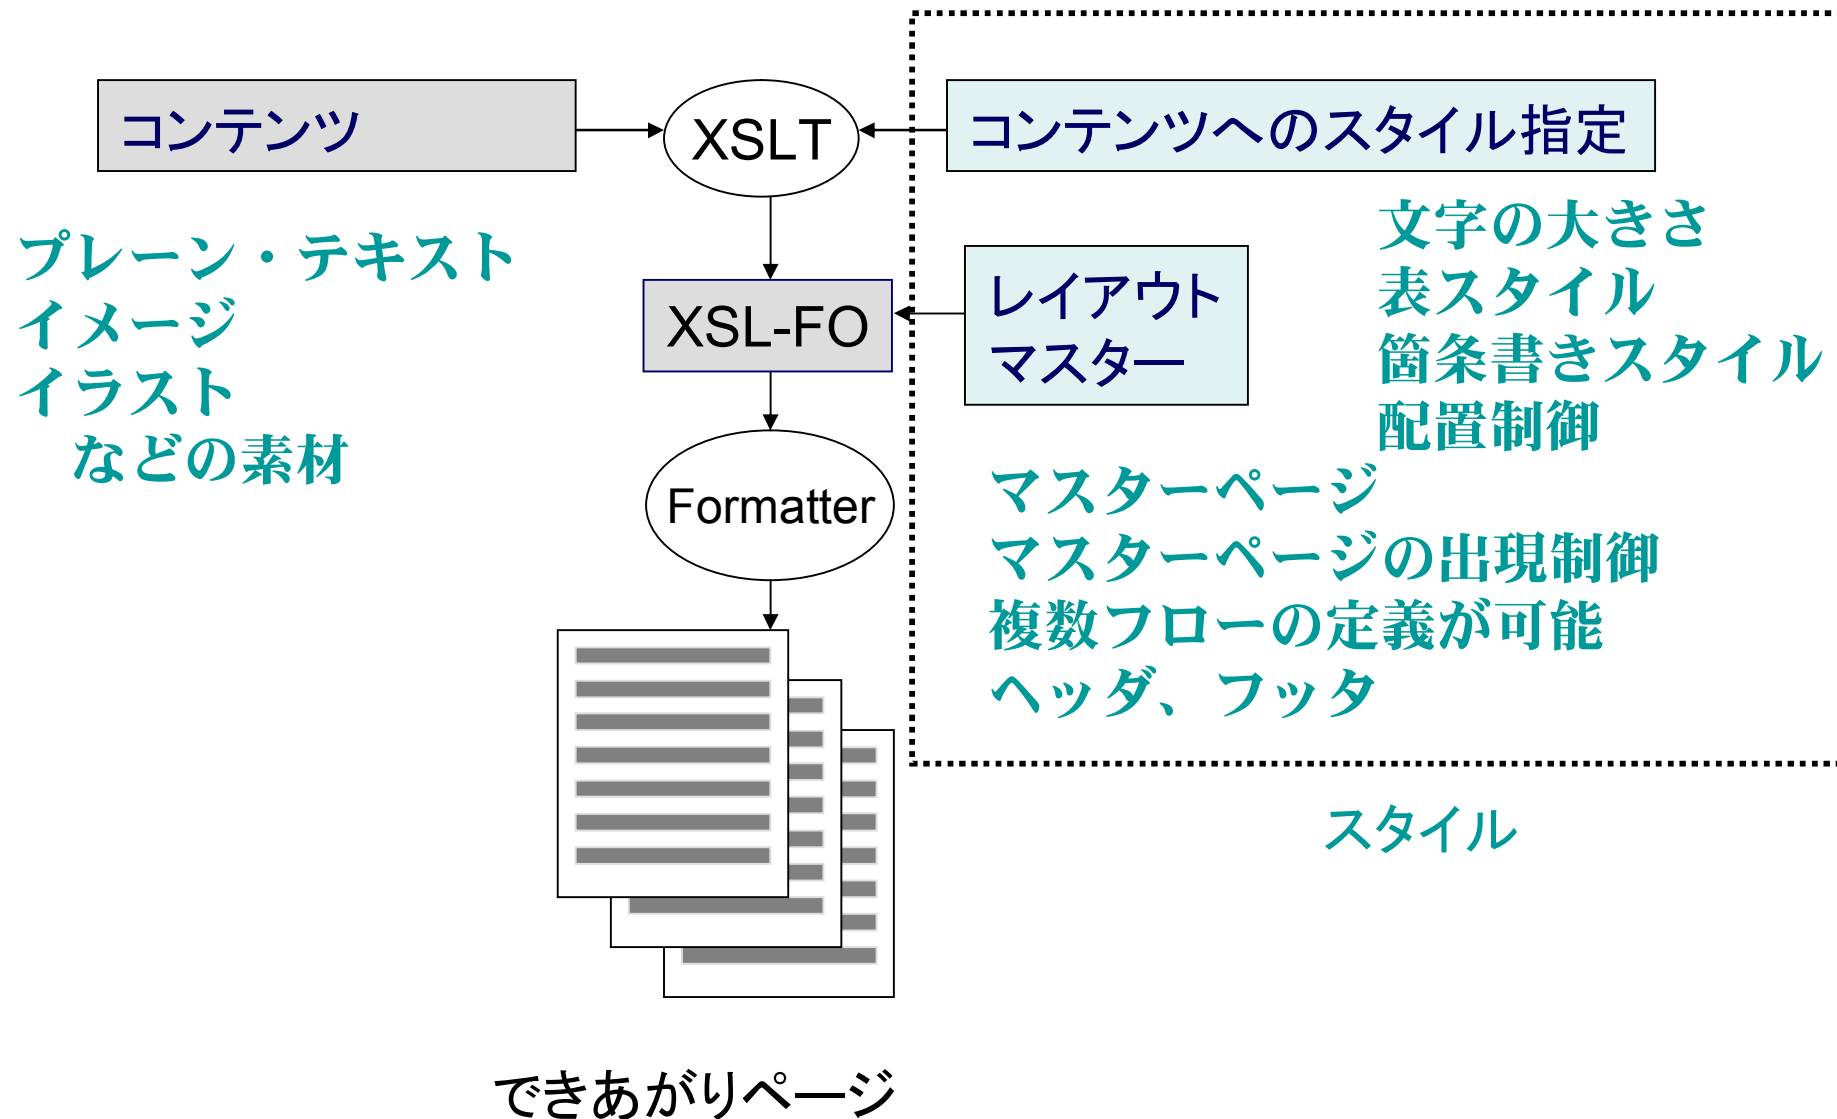 コンテンツ
XSLT
コンテンツへのスタイル指定
プレーン・テキスト
イメージ
イラスト
などの素材
XSL-FO
レイアウト
マスター
文字の大きさ
表スタイル
箇条書きスタイル
配置制御
Formatter
マスターページ
マスターページの出現制御
複数フローの定義が可能
ヘッダ、フッタ
スタイル
できあがりページ